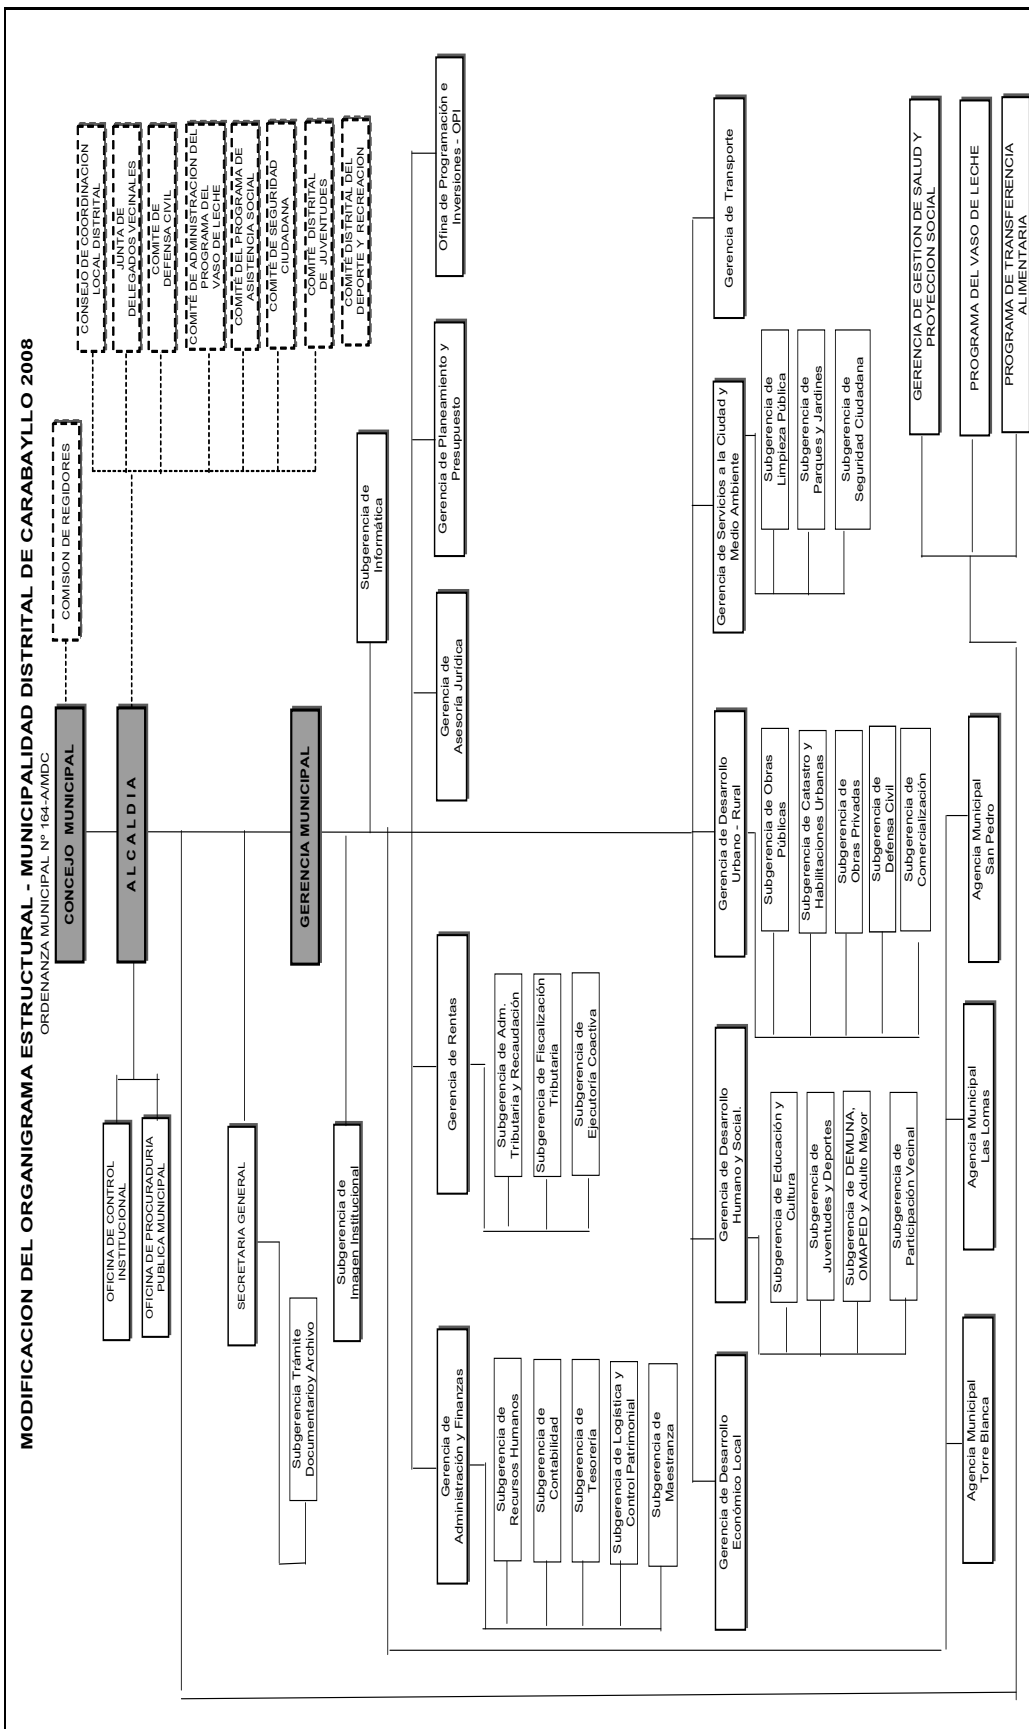 MODIFICACION DEL ORGANIGRAMA ESTRUCTURAL - MUNICIPALIDAD DISTRITAL DE CARABAYLLO 2008
ORDENANZA MUNICIPAL Nº 164-A/MDC
CONCEJO MUNICIPAL
COMISION DE REGIDORES
ALCALDIA
CONSEJO DE COORDINACION
LOCAL DISTRITAL
JUNTA DE
DELEGADOS VECINALES
COMITÉ DE
DEFENSA CIVIL
COMITÉ DE ADMINISTRACION DEL
PROGRAMA DEL
VASO DE LECHE
COMITÉ DEL PROGRAMA DE
ASISTENCIA SOCIAL
COMITÉ DE SEGURIDAD
CIUDADANA
COMITÉ DISTRITAL
DE JUVENTUDES
COMITÉ DISTRITAL DEL
DEPORTE Y RECREACION
OFICINA DE CONTROL
INSTITUCIONAL
OFICINA DE PROCURADURIA
PUBLICA MUNICIPAL
SECRETARIA GENERAL
Subgerencia Trámite
Documentarioy Archivo
GERENCIA MUNICIPAL
Subgerencia de
Imagen Institucional
Subgerencia de
Informática
Gerencia de
Administración y Finanzas
Gerencia de Rentas
Gerencia de
Asesoría Jurídica
Gerencia de Planeamiento y
Presupuesto
Ofina de Programación e
Inversiones - OPI
Subgerencia de
Recursos Humanos
Subgerencia de
Contabilidad
Subgerencia de
Tesorería
Subgerencia de Logística y
Control Patrimonial
Subgerencia de
Maestranza
Subgerencia de Adm.
Tributaria y Recaudación
Subgerencia de Fiscalización
Tributaria
Subgerencia de
Ejecutoría Coactiva
Gerencia de Desarrollo
Económico Local
Gerencia de Desarrollo
Humano y Social.
Gerencia de Desarrollo
Urbano - Rural
Gerencia de Servicios a la Ciudad y
Medio Ambiente
Gerencia de Transporte
Subgerencia de Educación y
Cultura
Subgerencia de
Juventudes y Deportes
Subgerencia de DEMUNA,
OMAPED y Adulto Mayor
Subgerencia de
Participación Vecinal
Subgerencia de Obras
Públicas
Subgerencia de Catastro y
Habilitaciones Urbanas
Subgerencia de
Obras Privadas
Subgerencia de
Defensa Civil
Subgerencia de
Comercialización
Subgerencia de
Limpieza Pública
Subgerencia de
Parques y Jardines
Subgerencia de
Seguridad Ciudadana
Agencia Municipal
Torre Blanca
Agencia Municipal
Las Lomas
Agencia Municipal
San Pedro
GERENCIA DE GESTION DE SALUD Y
PROYECCION SOCIAL
PROGRAMA DEL VASO DE LECHE
PROGRAMA DE TRANSFERENCIA
ALIMENTARIA